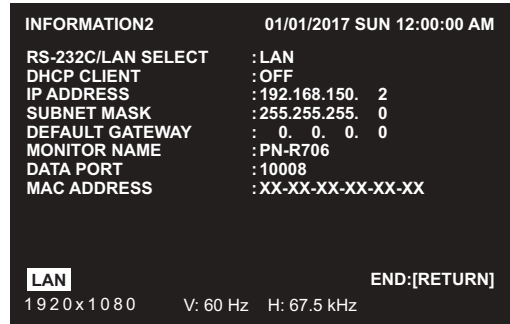 INFORMATION2 01/01/2017 SUN 12:00:00 AM
RS-232C/LAN SELECT :LAN
DHCP CLIENT :OFF
IP ADDRESS :192.168.150. 2
SUBNET MASK :255.255.255. 0
DEFAULT GATEWAY : 0. 0. 0. 0
MONITOR NAME :PN-R706
DATA PORT :10008
MAC ADDRESS :XX-XX-XX-XX-XX-XX
LAN END:[RETURN]
1920x1080 V: 60 Hz H: 67.5 kHz